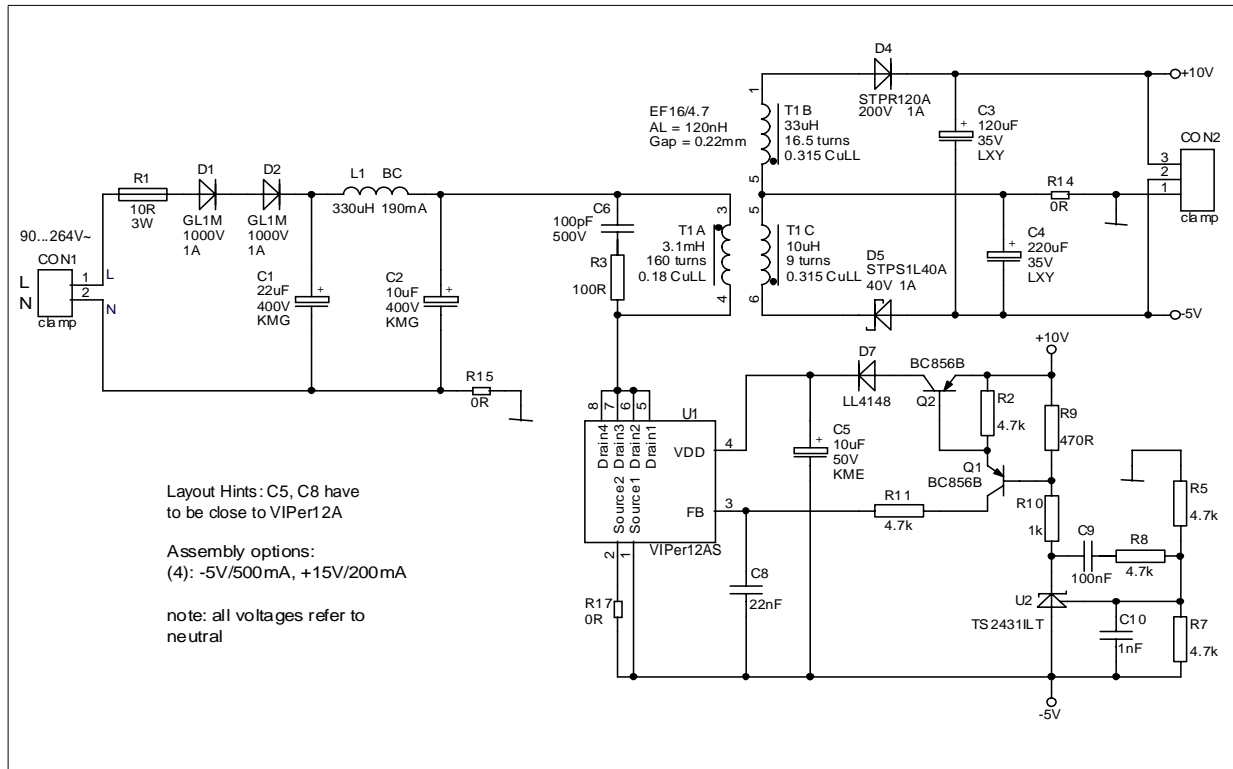 D4
STPR120A
200V 1A
+10V
1
EF16/4.7
AL = 120nH
Gap = 0.22mm
T1B
33uH
16.5 turns
0.315 CuLL
5
C3
120uF
35V
LXY
+
CON2
3
2
1
clamp
R1
10R
3W
D1
GL1M
1000V
1A
D2
GL1M
1000V
1A
L1 BC
330uH 190mA
C6
100pF
500V
R3
100R
3
T1A
3.1mH
160 turns
0.18 CuLL
4
5
T1C
10uH
9 turns
0.315 CuLL
6
R14
0R
D5
STPS1L40A
40V 1A
C4
220uF
35V
LXY
+
-5V
90...264V~
CON1
L
N
1
2
clamp
L
N
C1
22uF
400V
KMG
+
C2
10uF
400V
KMG
+
R15
0R
+10V
D7
LL4148
BC856B
Q2
R2
4.7k
R9
470R
8
7
6
5
U1
Drain4
Drain3
Drain2
Drain1
VDD
4
Source2
Source1
FB
3
VIPer12AS
2
1
C5
10uF
50V
KME
+
Q1
BC856B
R11
4.7k
R10
1k
R5
4.7k
C9
100nF
R8
4.7k
R17
0R
C8
22nF
U2
TS2431ILT
C10
1nF
R7
4.7k
-5V
Layout Hints: C5, C8 have
to be close to VIPer12A
Assembly options:
(4): -5V/500mA, +15V/200mA
note: all voltages refer to
neutral